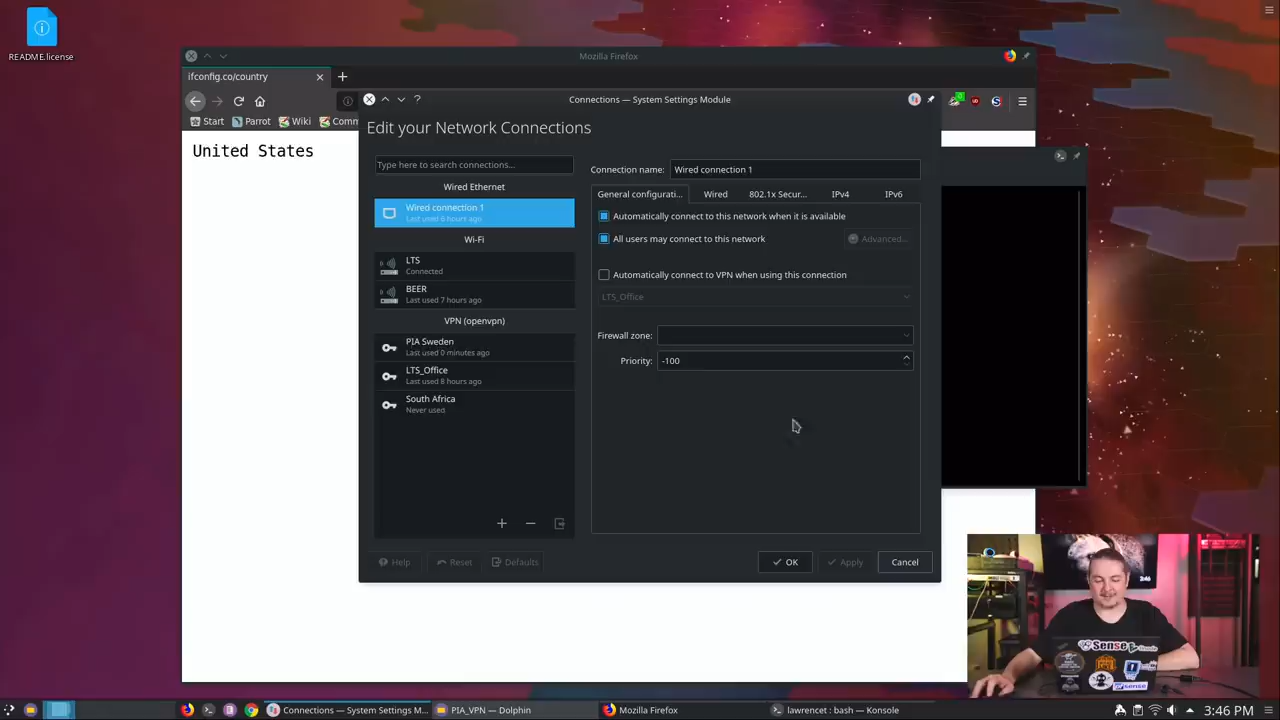 README.license
Mozilla Firefox
ifconfig.co/country
Start
Parrot
Wiki
Comm
United States
Connections — System Settings Module
Edit your Network Connections
Type here to search connections...
Wired Ethernet
Wired connection 1
Last used 6 hours ago
Wi-Fi
LTS
Connected
BEER
Last used 7 hours ago
VPN (openvpn)
PIA Sweden
Last used 0 minutes ago
LTS_Office
Last used 8 hours ago
South Africa
Never used
Connection name: Wired connection 1
General configurati... Wired 802.1x Secur... IPv4 IPv6
Automatically connect to this network when it is available
All users may connect to this network
Advanced...
Automatically connect to VPN when using this connection
LTS_Office
Firewall zone:
Priority: -100
Help Reset Defaults OK Apply Cancel
Sense
Connections — System Settings M...
PIA_VPN — Dolphin
Mozilla Firefox
lawrencet : bash — Konsole
3:46 PM